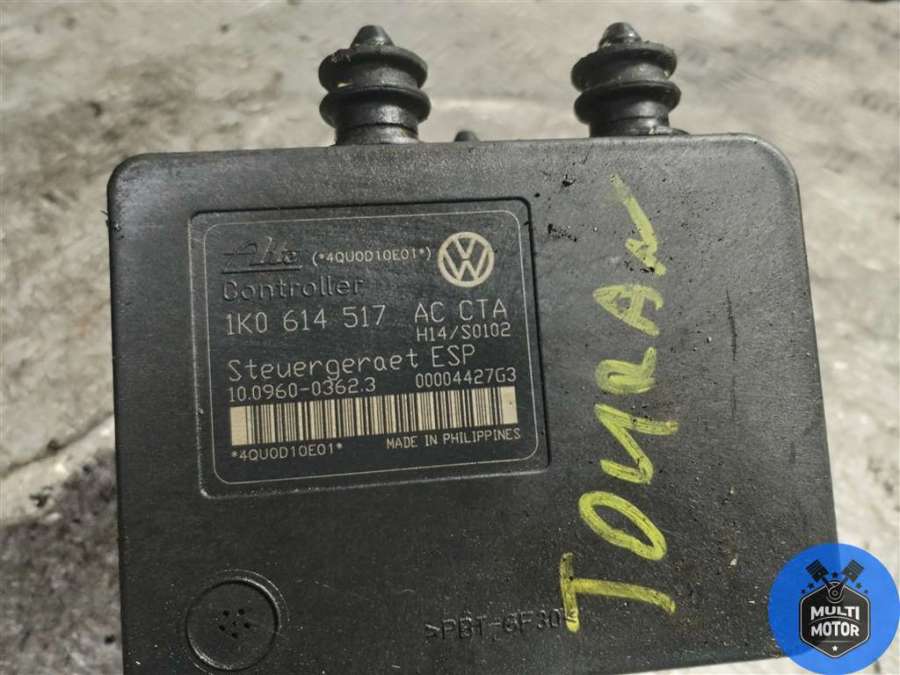 Ate (*4QU0D10E01*)
Controller
1K0 614 517 AC CTA
H14/S0102
Steuergeraet ESP
10.0960-0362.3 00004427G3
*4QU0D10E01* MADE IN PHILIPPINES
TOURAN
>PBT-GF30<
MULTI
MOTOR